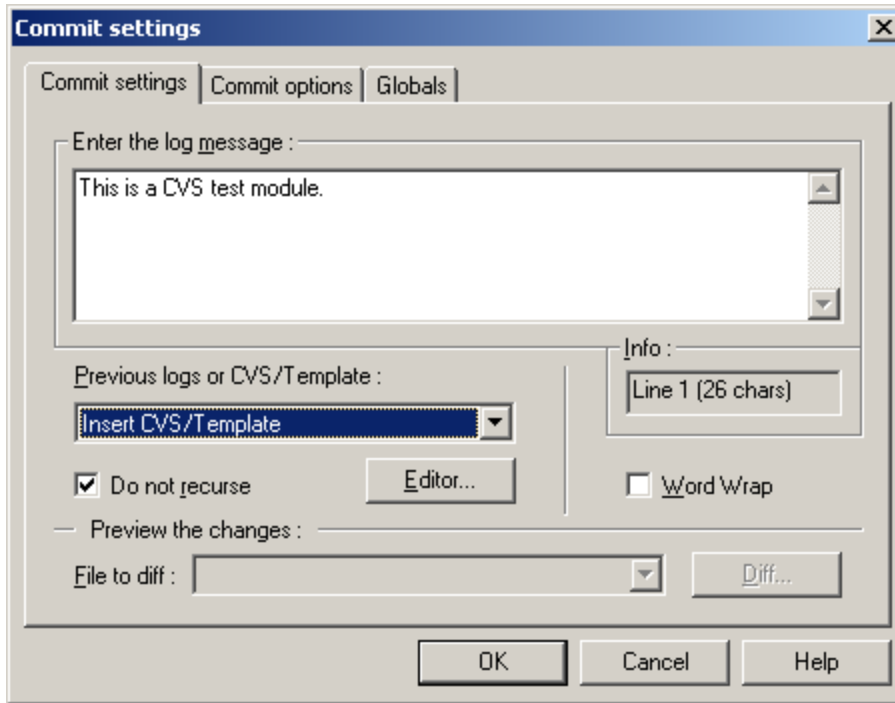 Commit settings
Commit settings Commit options Globals
Enter the log message :
This is a CVS test module.
Info :
Previous logs or CVS/Template :
Line 1 (26 chars)
Insert CVS/Template
Do not recurse
Editor...
Word Wrap
Preview the changes :
File to diff :
Diff...
OK Cancel Help